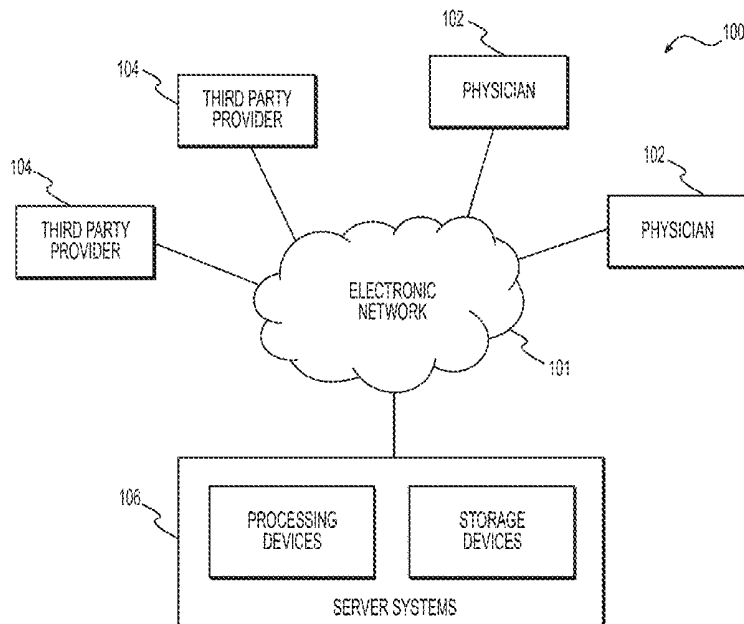 100
102
104
PHYSICIAN
THIRD PARTY
PROVIDER
104
102
THIRD PARTY
PROVIDER
PHYSICIAN
ELECTRONIC
NETWORK
101
106
PROCESSING
DEVICES
STORAGE
DEVICES
SERVER SYSTEMS